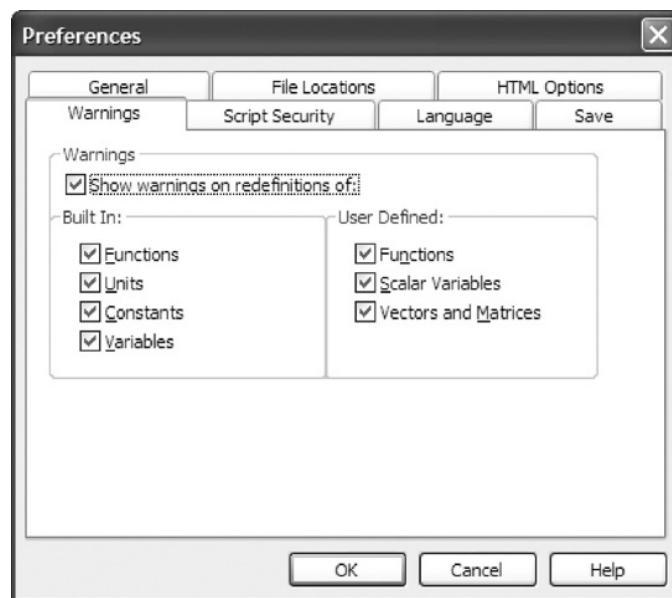 Preferences
General
File Locations
HTML Options
Warnings
Script Security
Language
Save
Warnings
Show warnings on redefinitions of:
Built In:
Functions
Units
Constants
Variables
User Defined:
Functions
Scalar Variables
Vectors and Matrices
OK
Cancel
Help